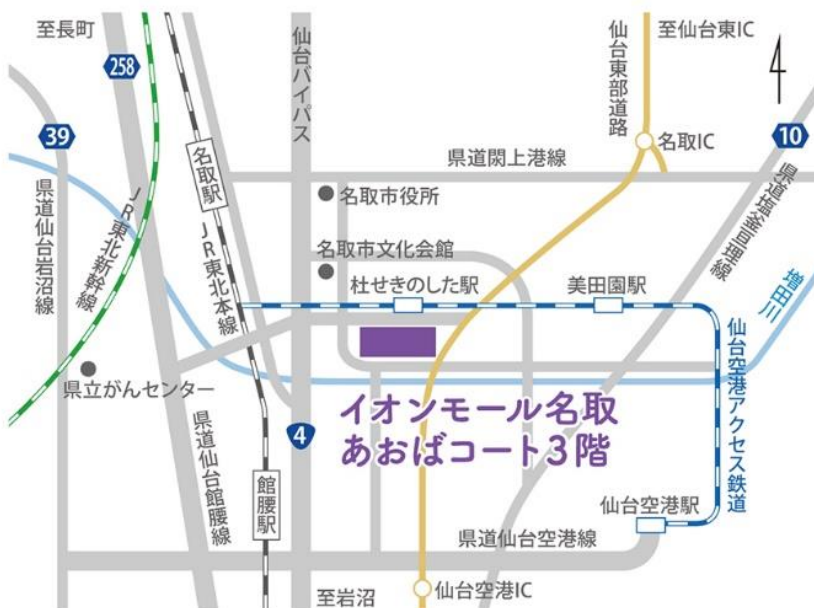 至長町
258
仙台バイパス
仙台東部道路
至仙台東IC
39
名取IC
10
県道閖上港線
名取駅
名取市役所
県道仙台岩沼線
JR東北新幹線
JR東北本線
県道塩釜亘理線
名取市文化会館
杜せきのした駅
美田園駅
増田川
県立がんセンター
仙台空港アクセス鉄道
イオンモール名取
あおばコート3階
4
県道仙台館腰線
館腰駅
仙台空港駅
県道仙台空港線
至岩沼
仙台空港IC